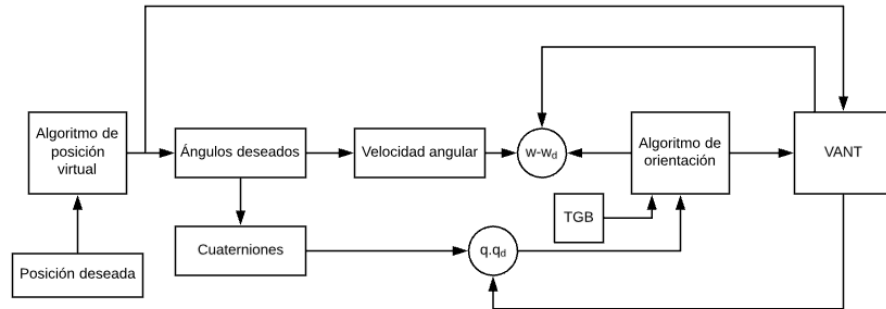 Algoritmo de
posición
virtual
Ángulos deseados
Velocidad angular
w-w_d
Algoritmo de
orientación
VANT
TGB
Cuaterniones
q.q_d
Posición deseada